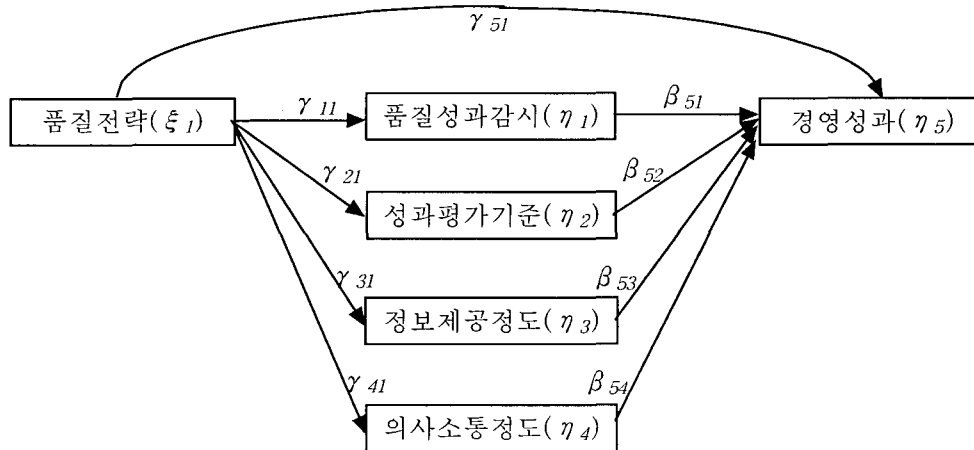 γ 51
품질전략(ξ 1)
γ 11
품질성과감시(η 1)
β 51
경영성과(η 5)
γ 21
성과평가기준(η 2)
β 52
γ 31
정보제공정도(η 3)
β 53
γ 41
의사소통정도(η 4)
β 54